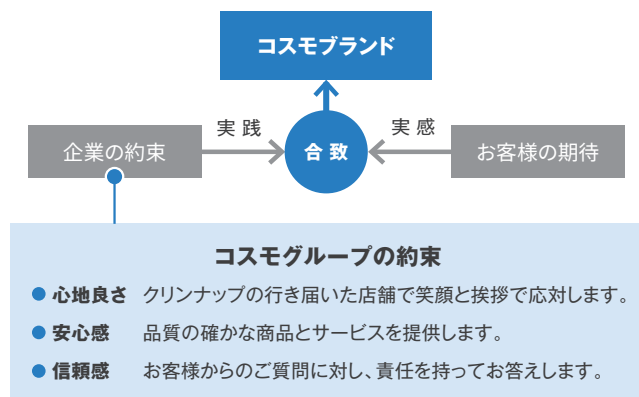 コスモブランド
実践
実感
企業の約束
合致
お客様の期待
コスモグループの約束
心地良さ クリンナップの行き届いた店舗で笑顔と挨拶で応対します。
安心感 品質の確かな商品とサービスを提供します。
信頼感 お客様からのご質問に対し、責任を持ってお答えします。